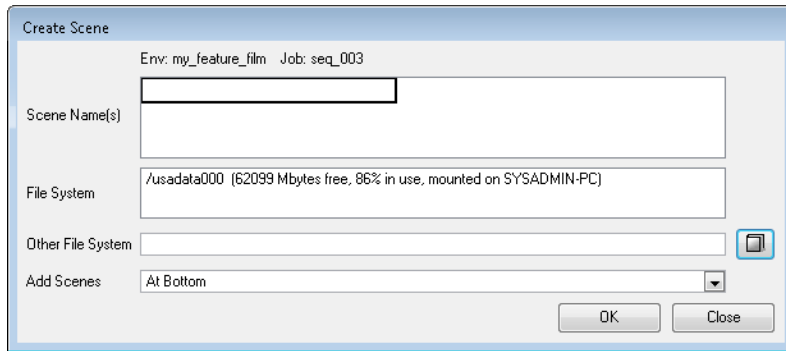 Create Scene
Env: my_feature_film Job: seq_003
Scene Name(s)
File System
/usadata000 (62099 Mbytes free, 86% in use, mounted on SYSADMIN-PC)
Other File System
Add Scenes
At Bottom
OK
Close